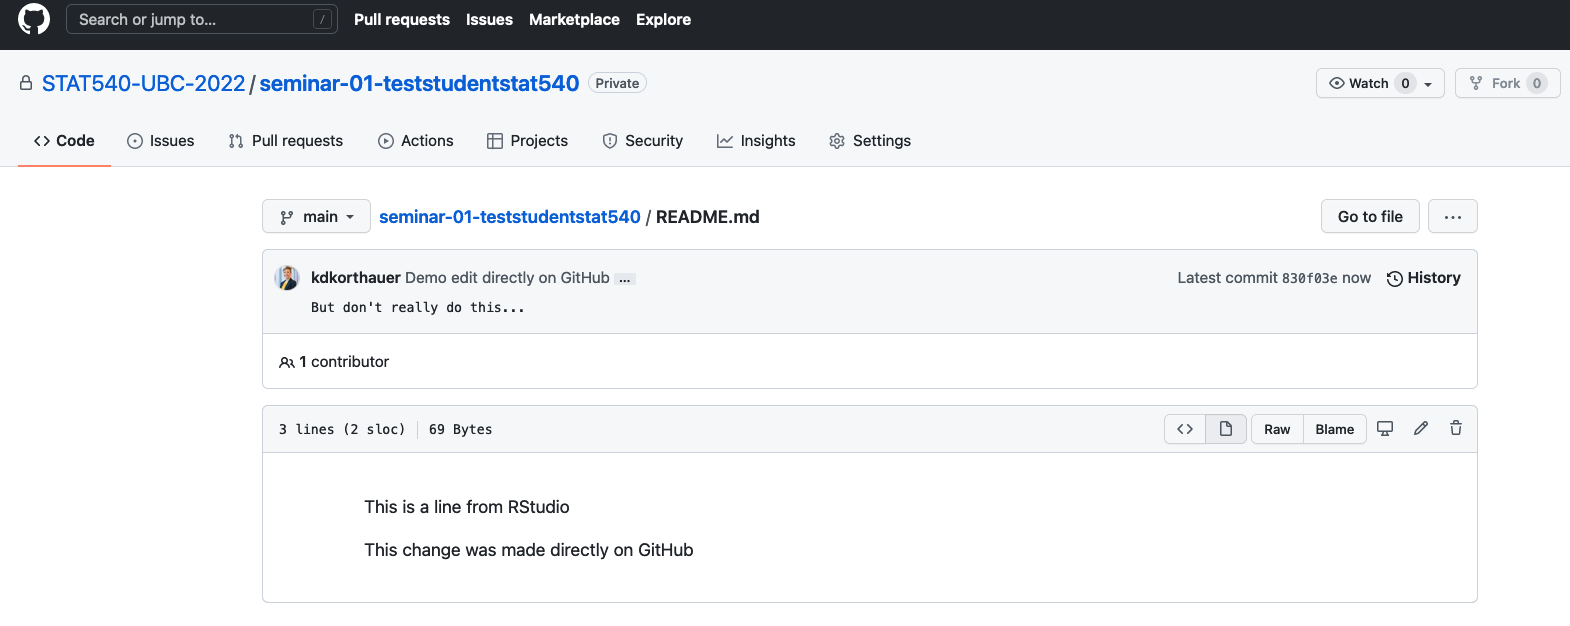 Search or jump to... /
Pull requests Issues Marketplace Explore
STAT540-UBC-2022 / seminar-01-teststudentstat540 Private
Watch 0 Fork 0
Code Issues Pull requests Actions Projects Security Insights Settings
main seminar-01-teststudentstat540 / README.md Go to file ...
kdkorthauer Demo edit directly on GitHub ... Latest commit 830f03e now History
But don't really do this...
1 contributor
3 lines (2 sloc) 69 Bytes <> Raw Blame
This is a line from RStudio
This change was made directly on GitHub